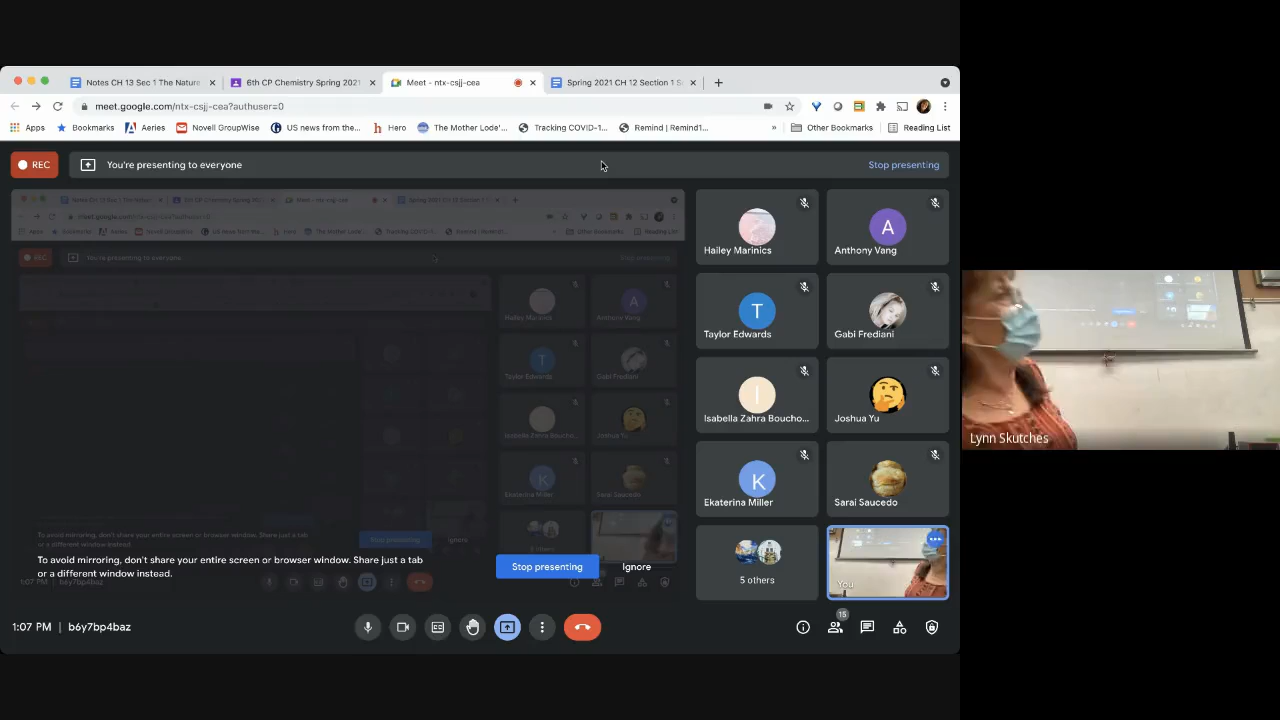 Notes CH 13 Sec 1 The Nature
6th CP Chemistry Spring 2021
Meet - ntx-csjj-cea
Spring 2021 CH 12 Section 1 S
meet.google.com/ntx-csjj-cea?authuser=0
Apps
Bookmarks
Aeries
Novell GroupWise
US news from the...
Hero
The Mother Lode'...
Tracking COVID-1...
Remind | Remind1...
»
Other Bookmarks
Reading List
REC
You're presenting to everyone
Stop presenting
Hailey Marinics
A
Anthony Vang
T
Taylor Edwards
Gabi Frediani
I
Isabella Zahra Boucho...
Joshua Yu
K
Ekaterina Miller
Sarai Saucedo
5 others
You
To avoid mirroring, don't share your entire screen or browser window. Share just a tab
or a different window instead.
Stop presenting
Ignore
1:07 PM | b6y7bp4baz
15
Lynn Skutches